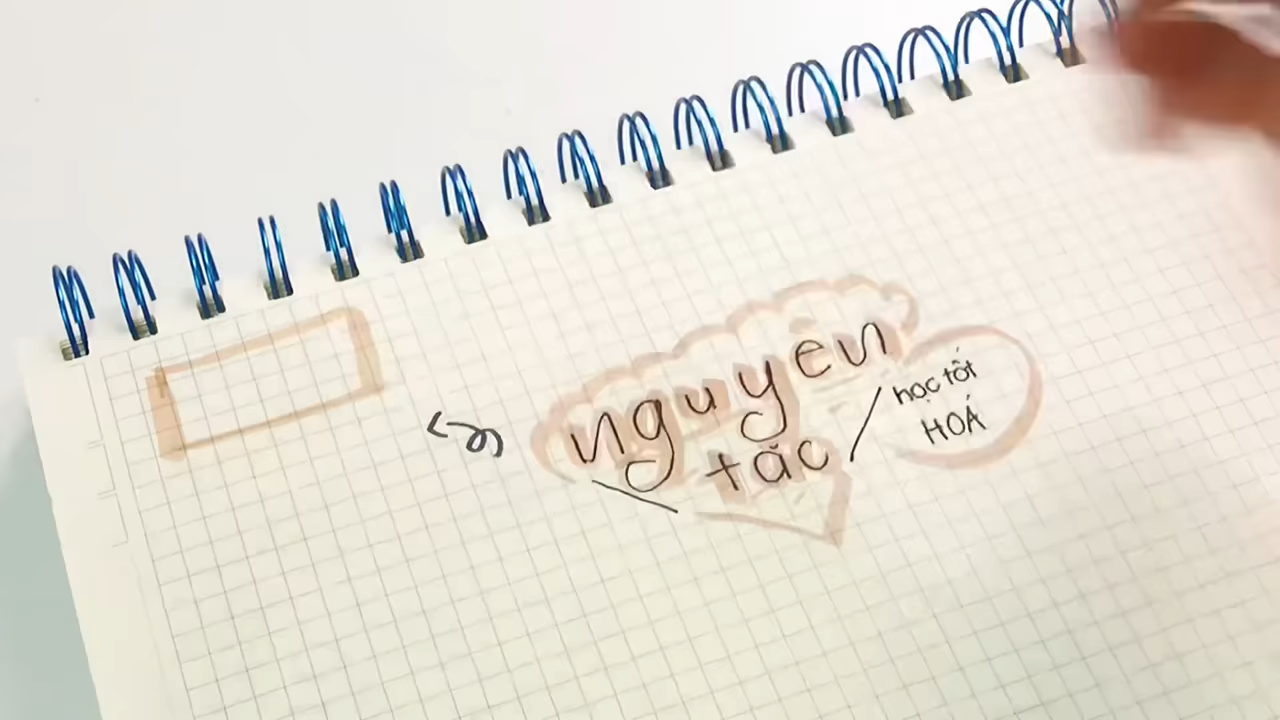 nguyên
tắc
học tốt
HOÁ